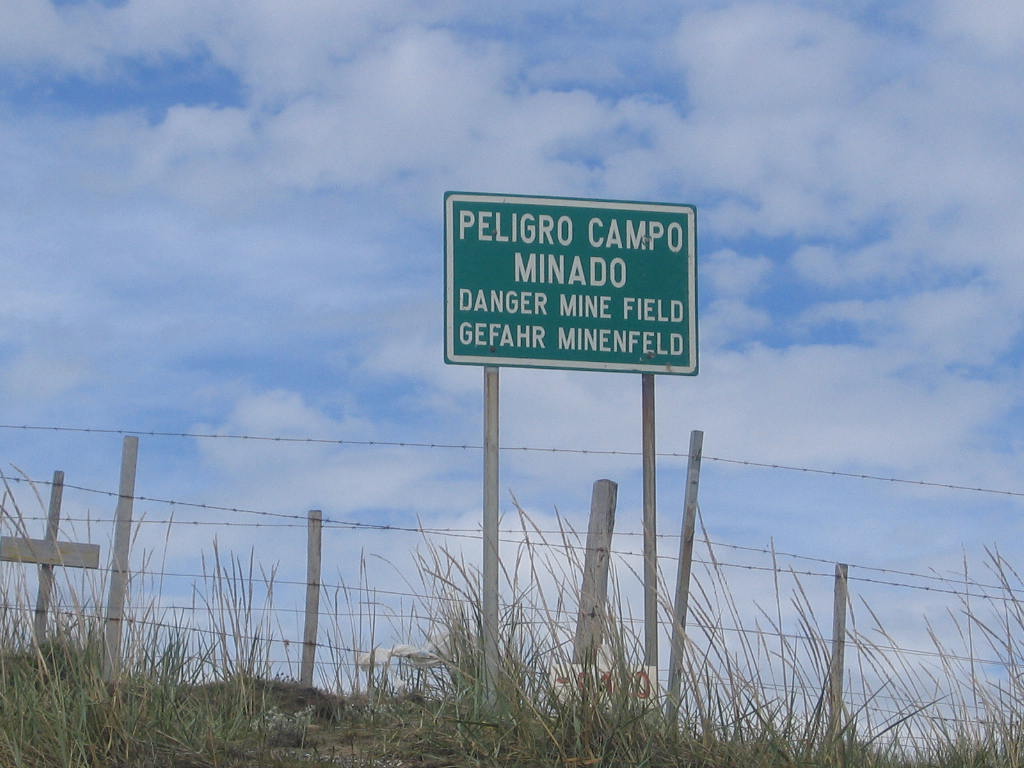 PELIGRO CAMPO
MINADO
DANGER MINE FIELD
GEFAHR MINENFELD